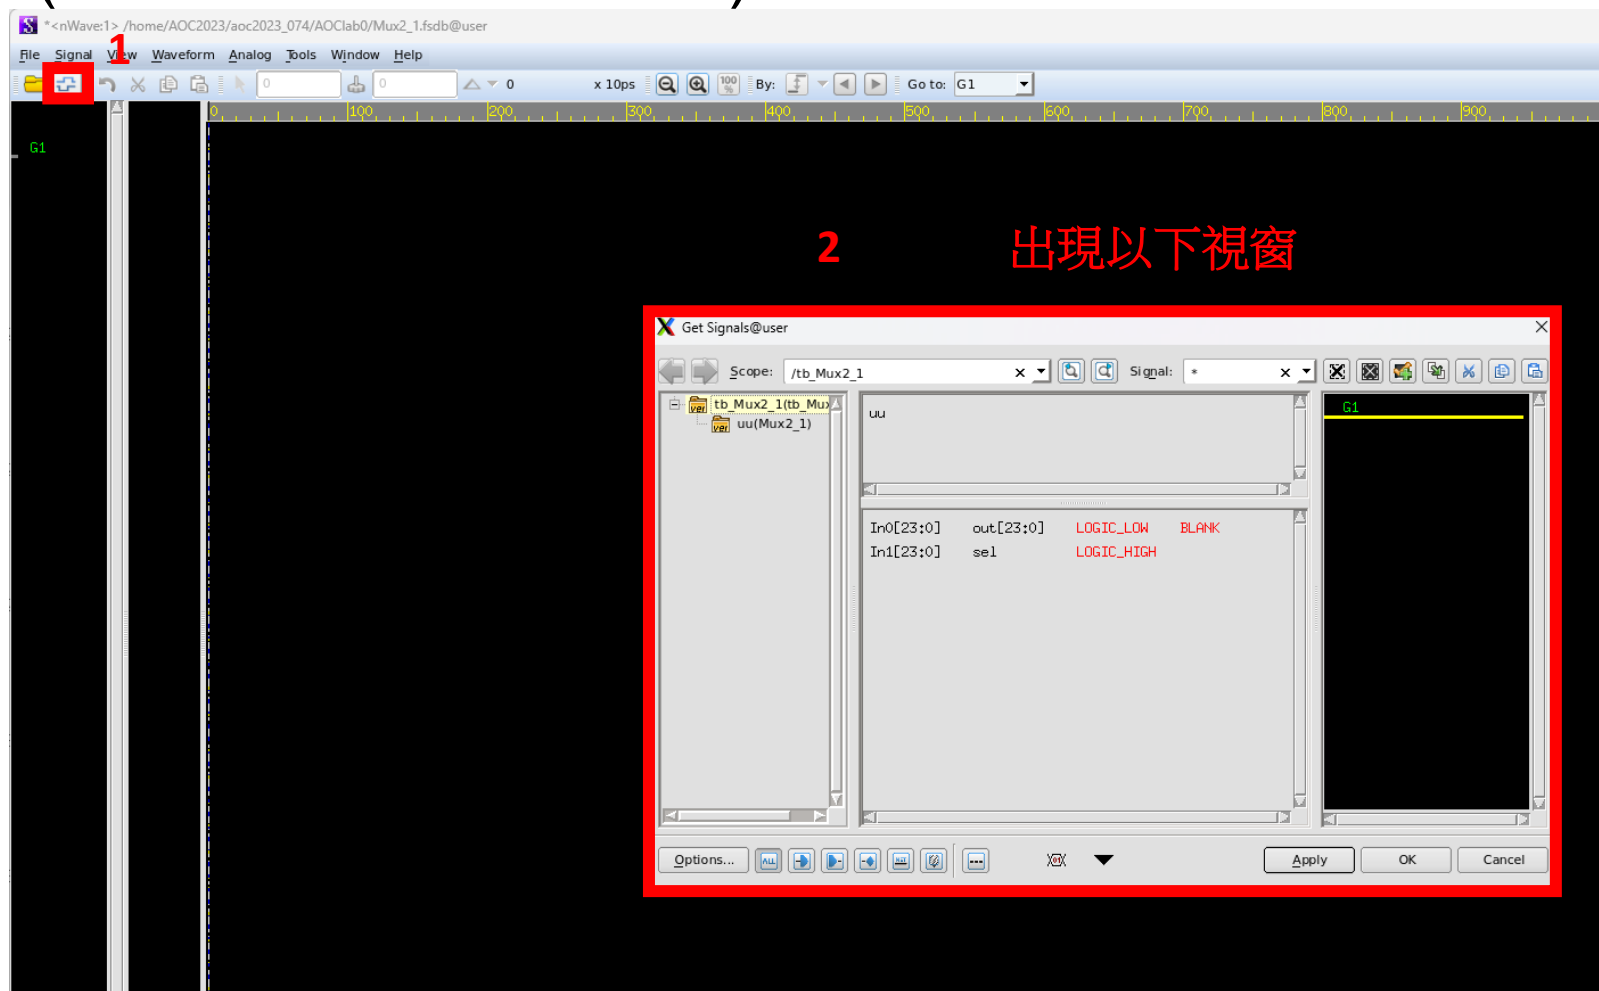 *<nWave:1> /home/AOC2023/aoc2023_074/AOClab0/Mux2_1.fsdb@user
1
File Signal View Waveform Analog Tools Window Help
0 0 0 x 10ps 100 % By: Go to: G1
0 100 200 300 400 500 600 700 800 900
G1
2 出現以下視窗
Get Signals@user
Scope: /tb_Mux2_1 Signal: *
tb_Mux2_1(tb_Mux
uu(Mux2_1)
uu
G1
In0[23:0] out[23:0] LOGIC_LOW BLANK
In1[23:0] sel LOGIC_HIGH
Options... ALL Apply OK Cancel